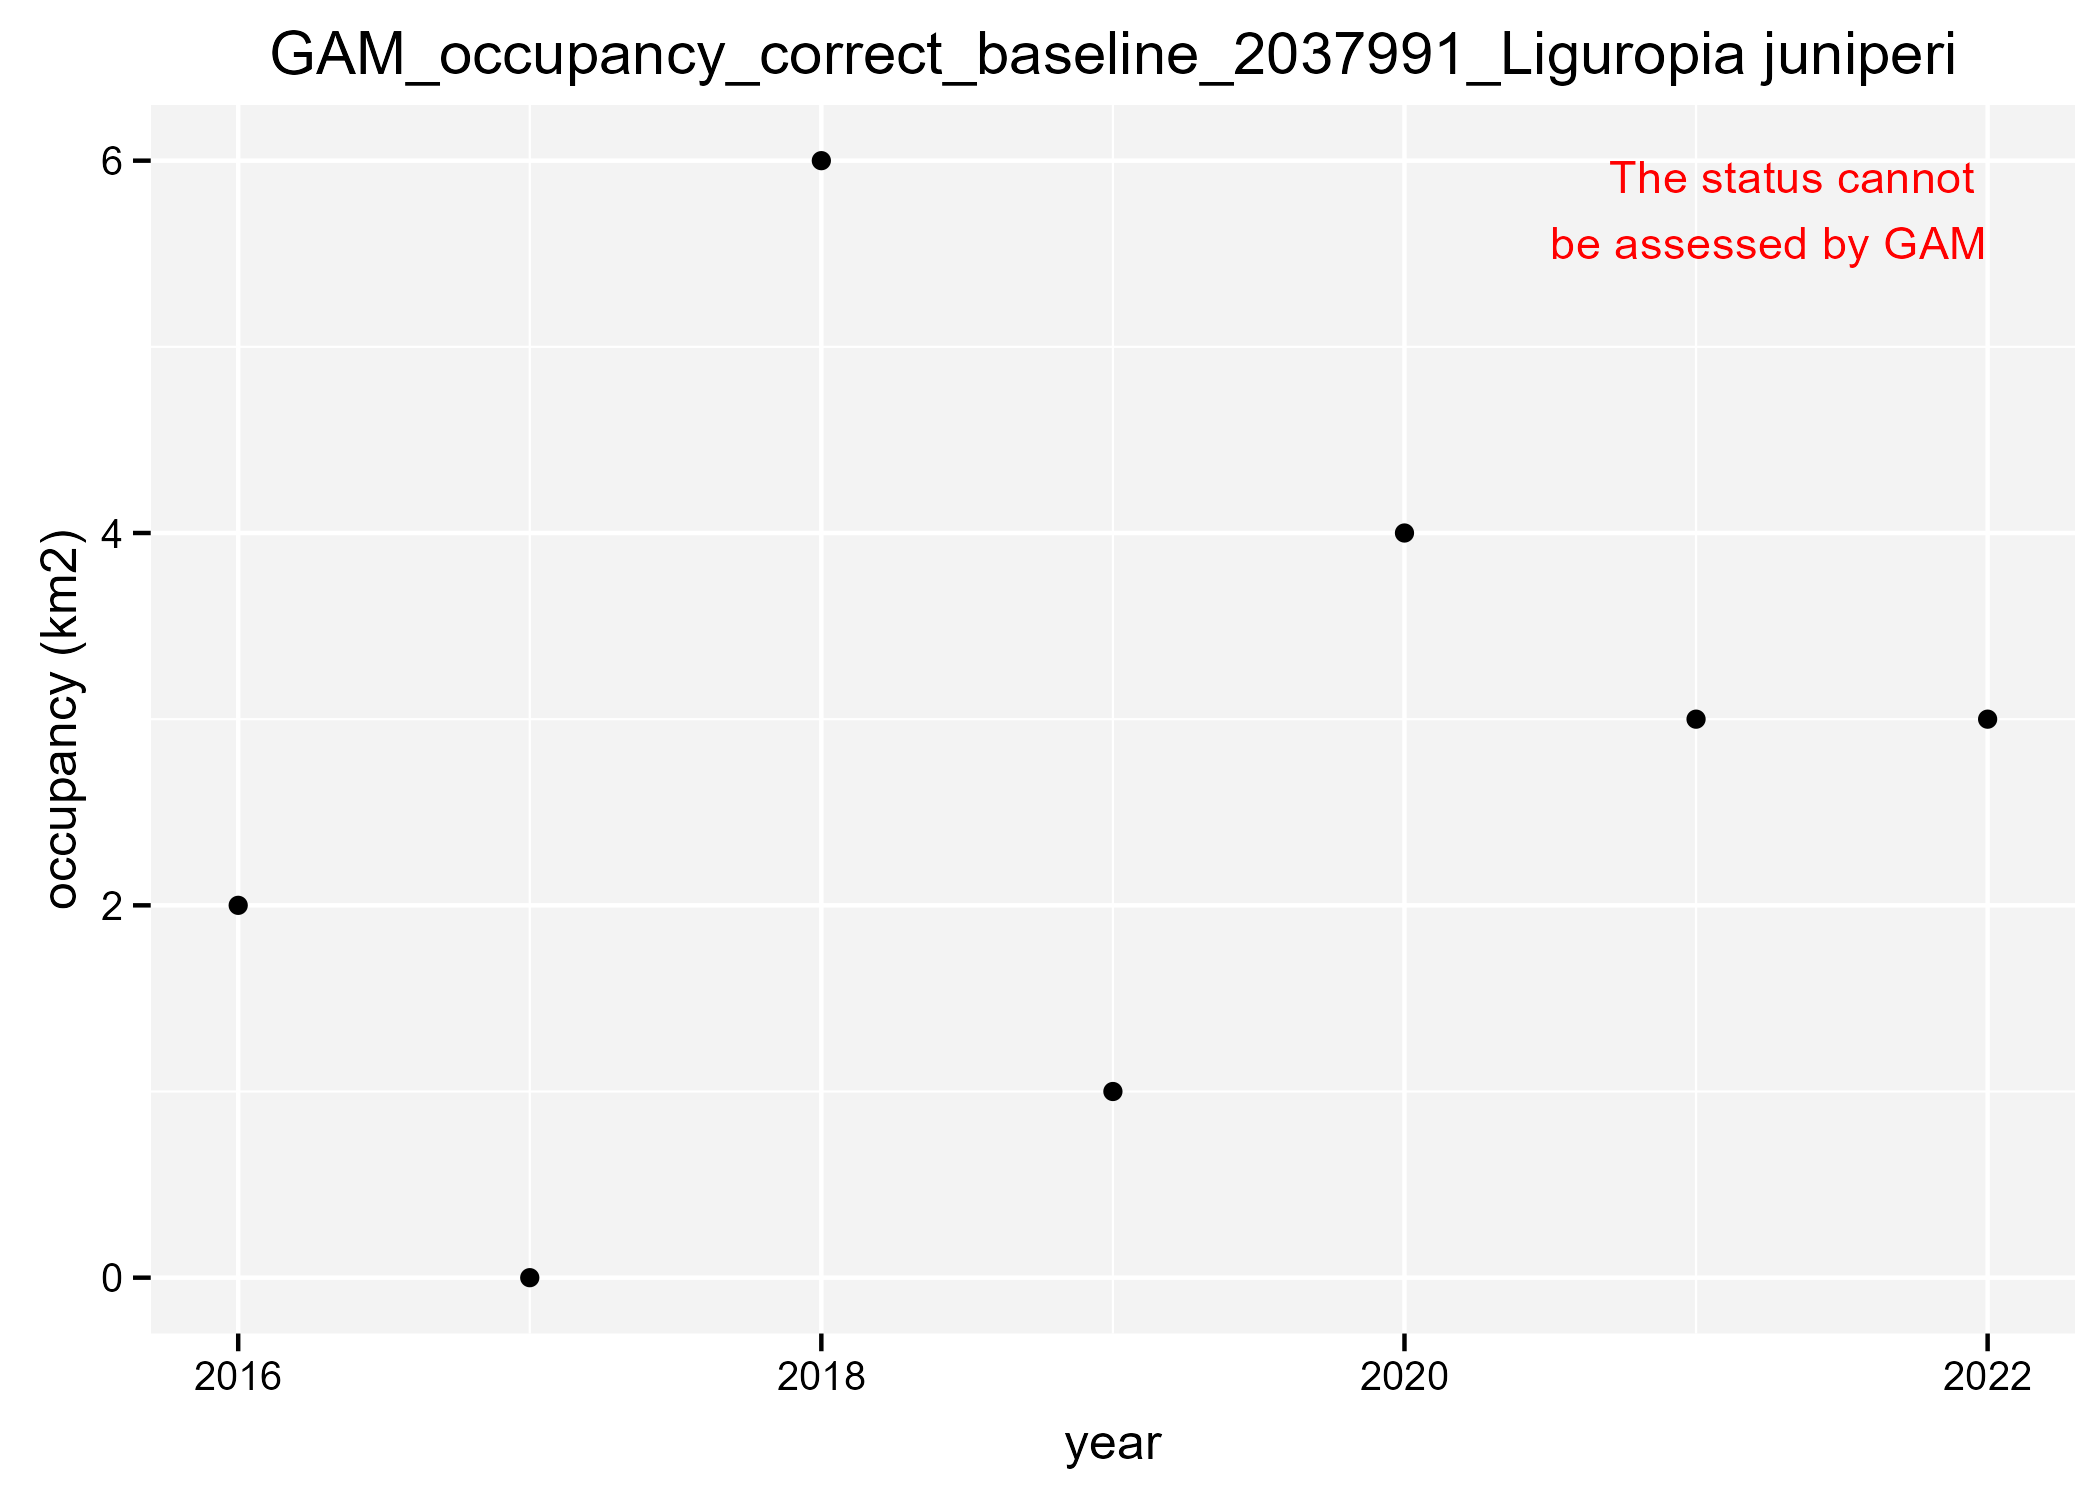 GAM_occupancy_correct_baseline_2037991_Liguropia juniperi
The status cannot
be assessed by GAM
occupancy (km2)
6
4
2
0
2016 2018 2020 2022
year